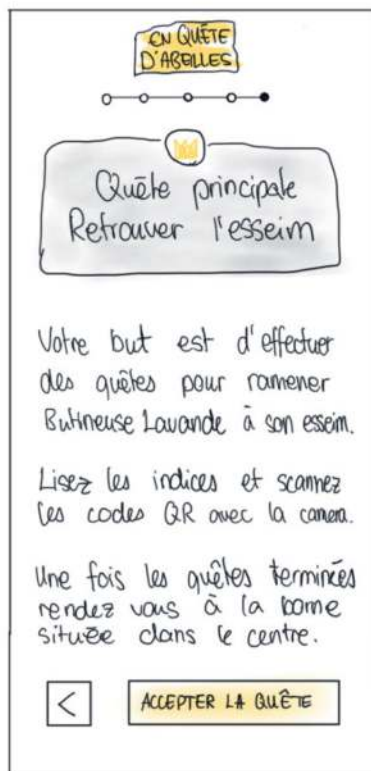 EN QUÊTE
D'ABEILLES
Quête principale
Retrouver l'esseim
Votre but est d'effectuer
des quêtes pour ramener
Butineuse Lavande à son esseim.
Lisez les indices et scannez
les codes QR avec la camera.
Une fois les quêtes terminées
rendez vous à la borne
située dans le centre.
<
ACCEPTER LA QUÊTE